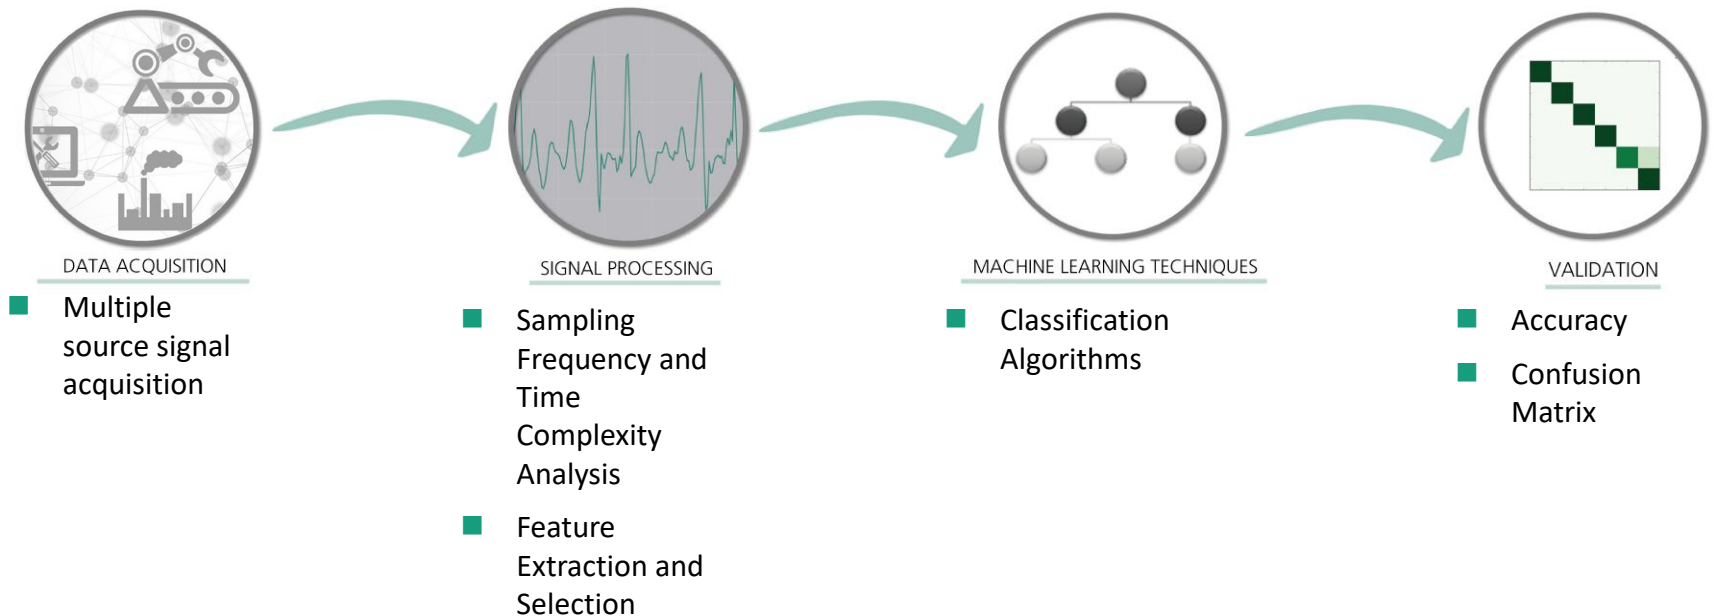 DATA ACQUISITION
Multiple
source signal
acquisition
SIGNAL PROCESSING
Sampling
Frequency and
Time
Complexity
Analysis
Feature
Extraction and
Selection
MACHINE LEARNING TECHNIQUES
Classification
Algorithms
VALIDATION
Accuracy
Confusion
Matrix